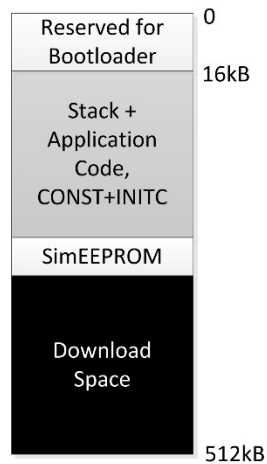 0
Reserved for
Bootloader
16kB
Stack +
Application
Code,
CONST+INITC
SimEEPROM
Download
Space
512kB